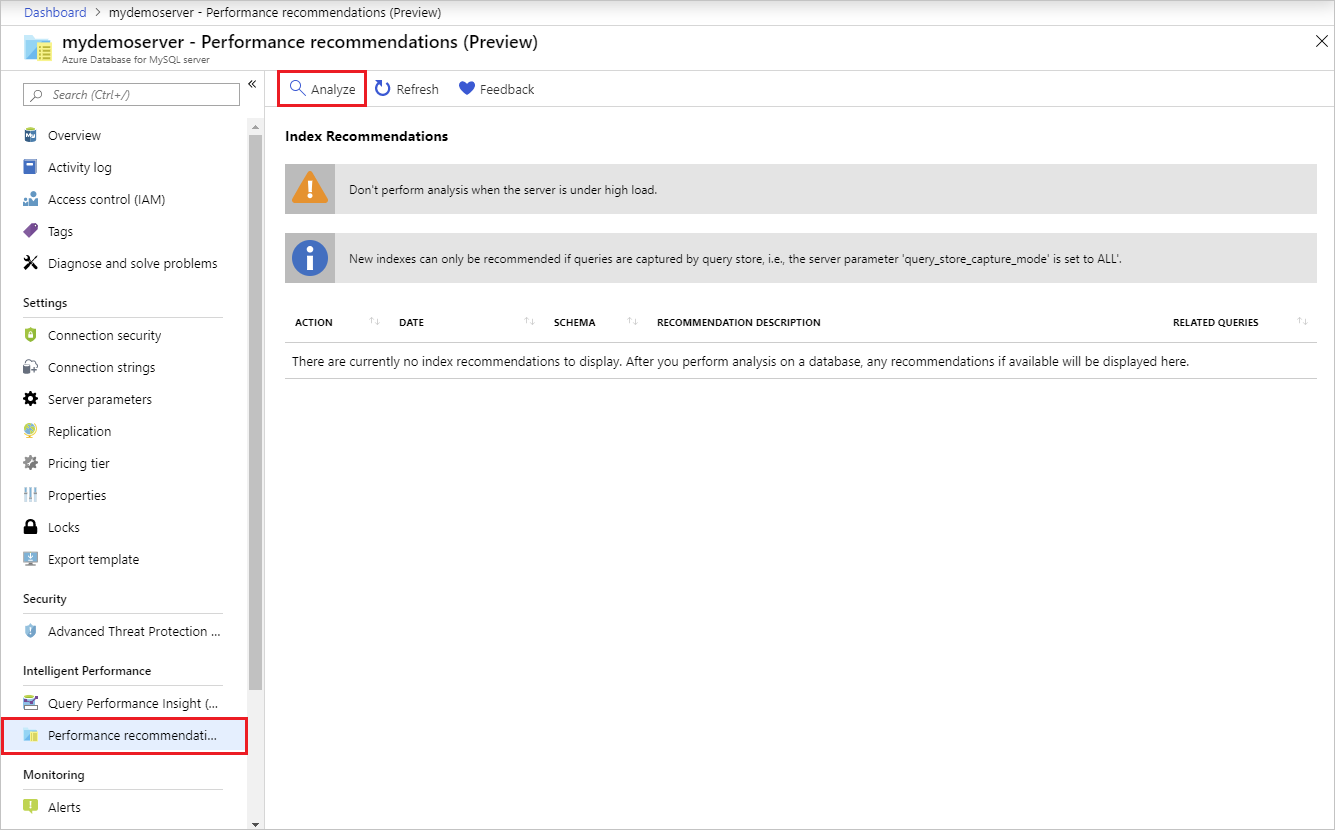 Dashboard > mydemoserver - Performance recommendations (Preview)
mydemoserver - Performance recommendations (Preview)
Azure Database for MySQL server
Search (Ctrl+/)
«
Overview
Activity log
Access control (IAM)
Tags
Diagnose and solve problems
Settings
Connection security
Connection strings
Server parameters
Replication
Pricing tier
Properties
Locks
Export template
Security
Advanced Threat Protection ...
Intelligent Performance
Query Performance Insight (...
Performance recommendati...
Monitoring
Alerts
Analyze Refresh Feedback
Index Recommendations
Don't perform analysis when the server is under high load.
New indexes can only be recommended if queries are captured by query store, i.e., the server parameter 'query_store_capture_mode' is set to ALL'.
ACTION DATE SCHEMA RECOMMENDATION DESCRIPTION RELATED QUERIES
There are currently no index recommendations to display. After you perform analysis on a database, any recommendations if available will be displayed here.